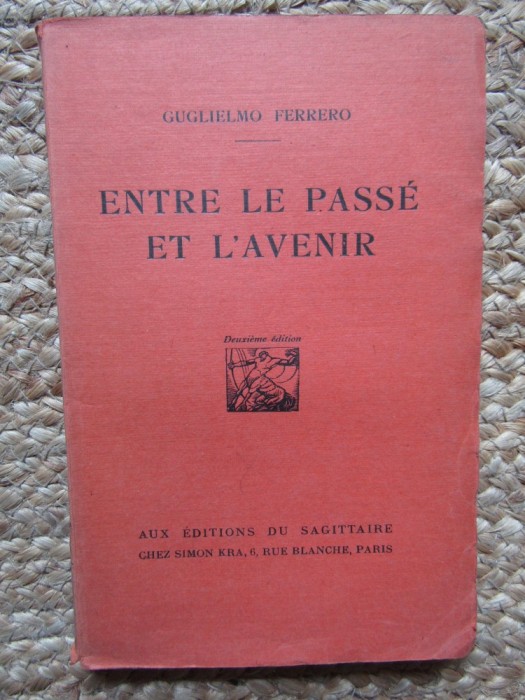 GUGLIELMO FERRERO
ENTRE LE PASSÉ
ET L'AVENIR
Deuxième édition
AUX ÉDITIONS DU SAGITTAIRE
CHEZ SIMON KRA, 6, RUE BLANCHE, PARIS